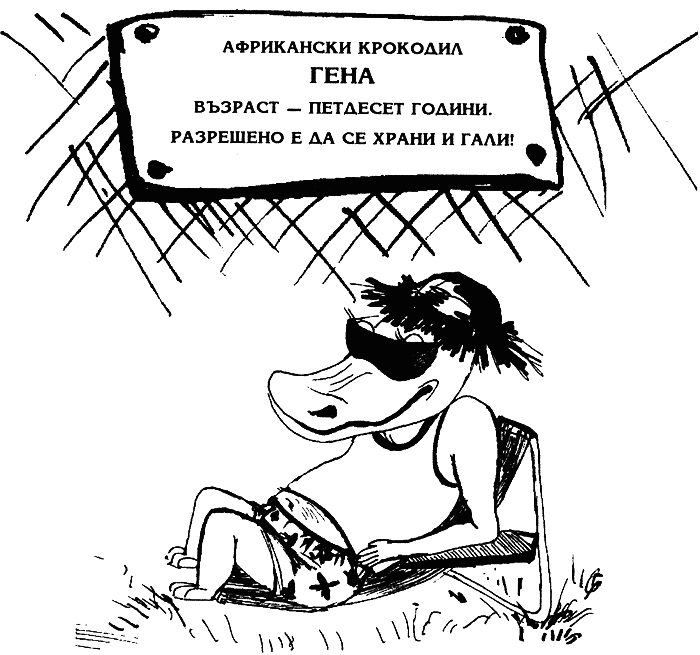 АФРИКАНСКИ КРОКОДИЛ
ГЕНА
ВЪЗРАСТ — ПЕТДЕСЕТ ГОДИНИ.
РАЗРЕШЕНО Е ДА СЕ ХРАНИ И ГАЛИ!